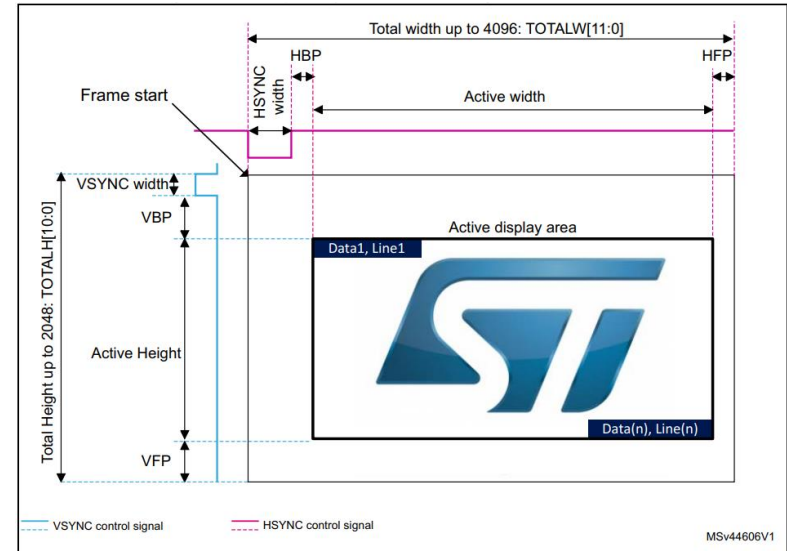 Total width up to 4096: TOTALW[11:0]
HBP
HFP
HSYNC
width
Active width
Frame start
VSYNC width
VBP
Active display area
Data1, Line1
Total Height up to 2048: TOTALH[10:0]
Active Height
Data(n), Line(n)
VFP
VSYNC control signal
HSYNC control signal
MSv44606V1